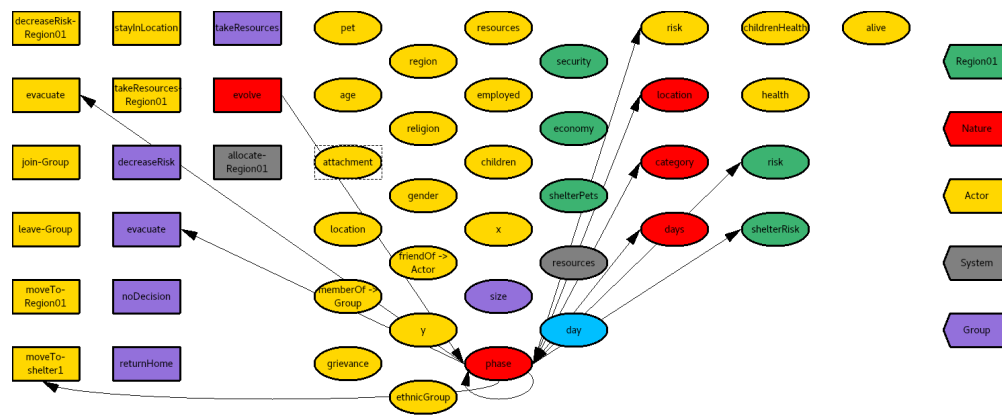 decreaseRisk-
Region01
stayInLocation
takeResources
pet
resources
risk
childrenHealth
alive
region
security
Region01
evacuate
takeResources-
Region01
evolve
age
employed
location
health
Nature
religion
economy
join-Group
decreaseRisk
allocate-
Region01
attachment
children
category
risk
gender
shelterPets
Actor
leave-Group
evacuate
location
x
days
shelterRisk
friendOf ->
Actor
resources
System
moveTo-
Region01
noDecision
memberOf ->
Group
size
y
day
Group
moveTo-
shelter1
returnHome
grievance
phase
ethnicGroup